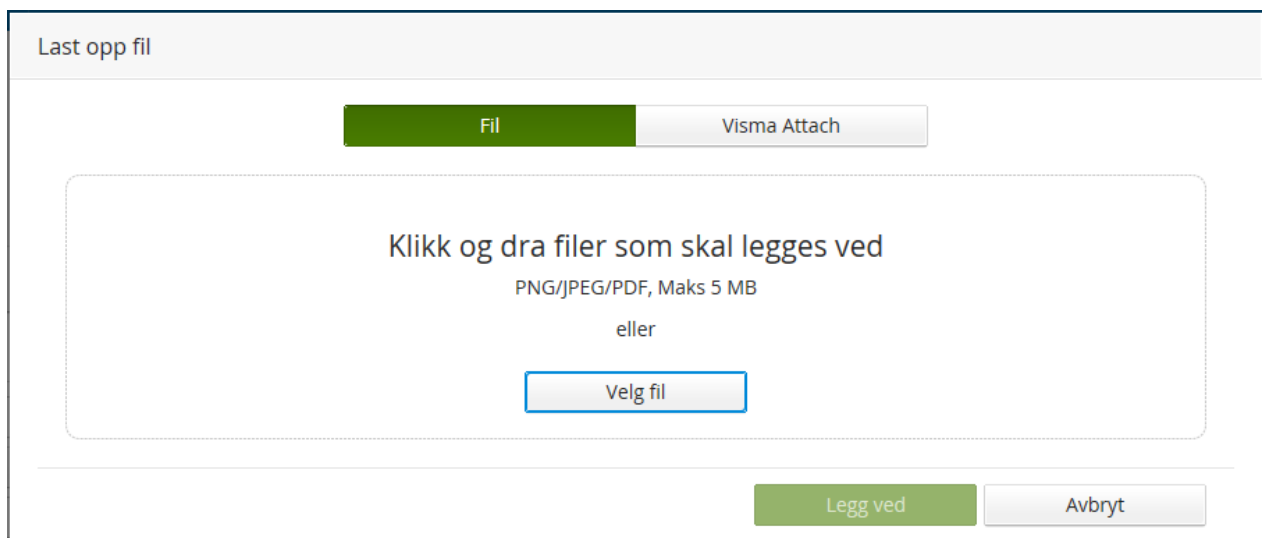 Last opp fil
Fil
Visma Attach
Klikk og dra filer som skal legges ved
PNG/JPEG/PDF, Maks 5 MB
eller
Velg fil
Legg ved
Avbryt